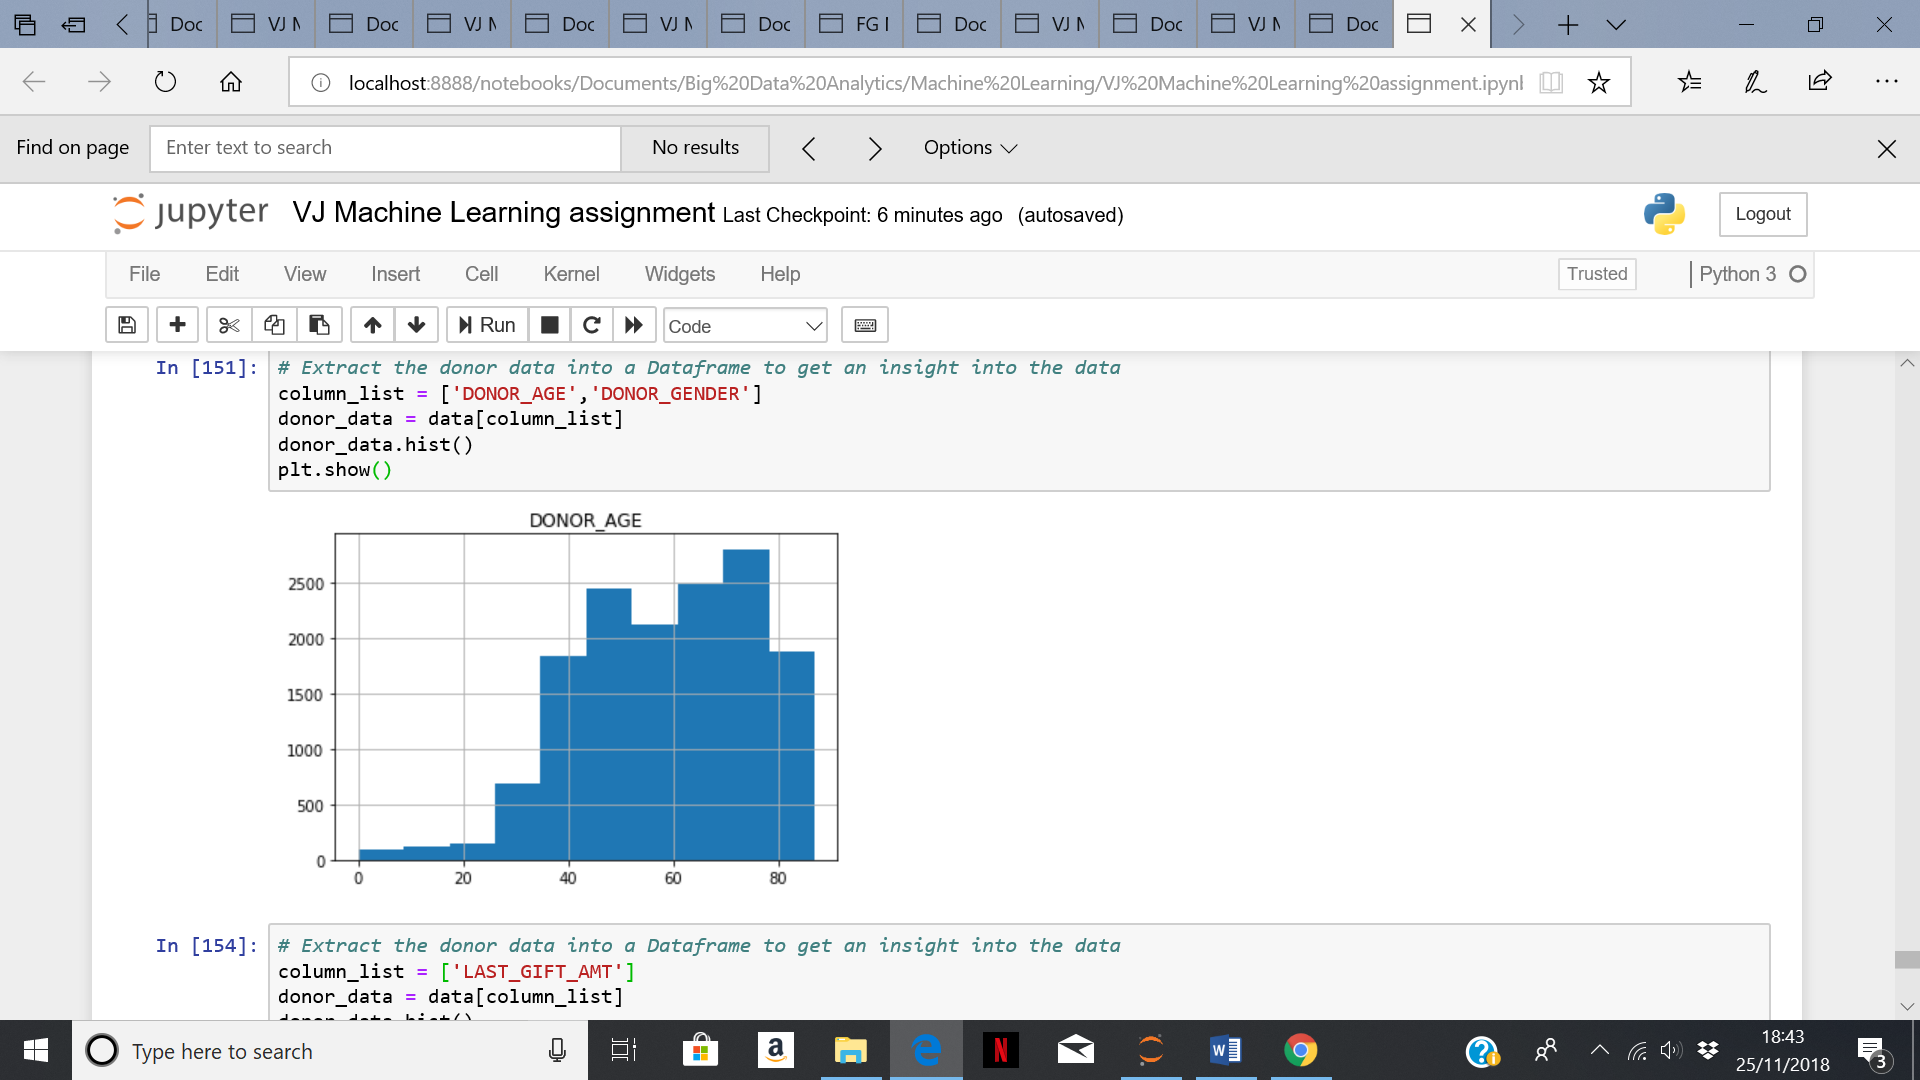 Doc VJ N Doc VJ N Doc VJ N Doc FG I Doc VJ N Doc VJ N Doc
localhost:8888/notebooks/Documents/Big%20Data%20Analytics/Machine%20Learning/VJ%20Machine%20Learning%20assignment.ipynb
Find on page Enter text to search No results Options
jupyter VJ Machine Learning assignment Last Checkpoint: 6 minutes ago (autosaved) Logout
File Edit View Insert Cell Kernel Widgets Help Trusted Python 3
Run Code
In [151]: # Extract the donor data into a Dataframe to get an insight into the data
column_list = ['DONOR_AGE','DONOR_GENDER']
donor_data = data[column_list]
donor_data.hist()
plt.show()
DONOR_AGE
2500
2000
1500
1000
500
0
0 20 40 60 80
In [154]: # Extract the donor data into a Dataframe to get an insight into the data
column_list = ['LAST_GIFT_AMT']
donor_data = data[column_list]
donor_data.hist()
Type here to search
18:43
25/11/2018
3